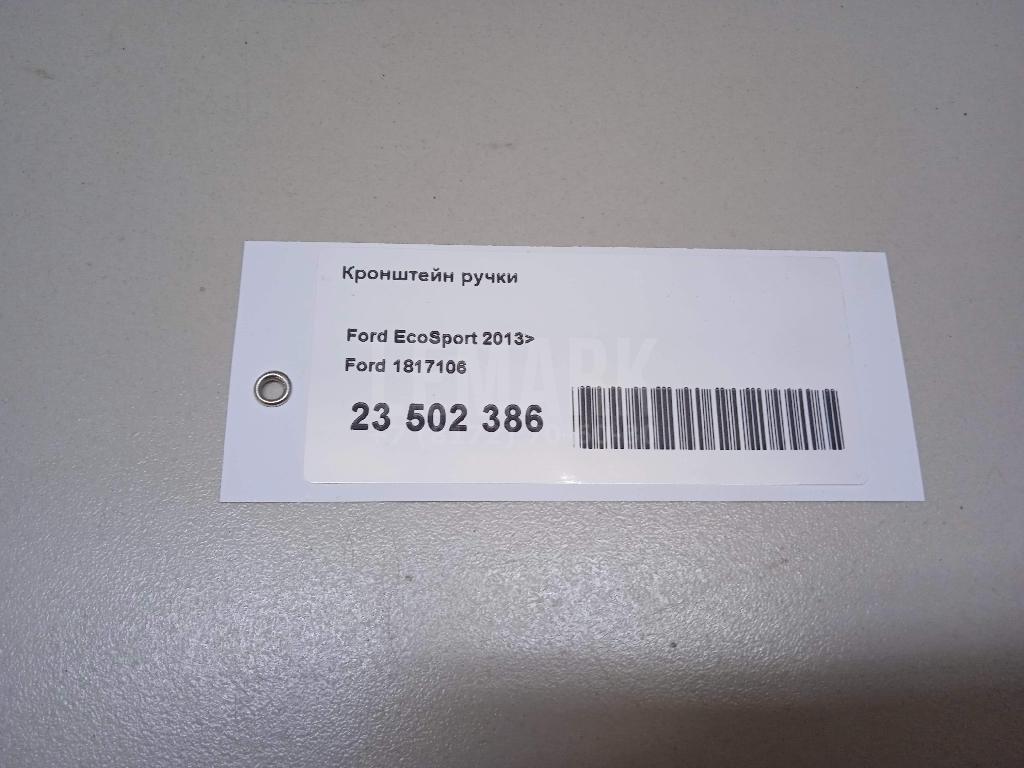 Кронштейн ручки
Ford EcoSport 2013>
Ford 1817106
23 502 386